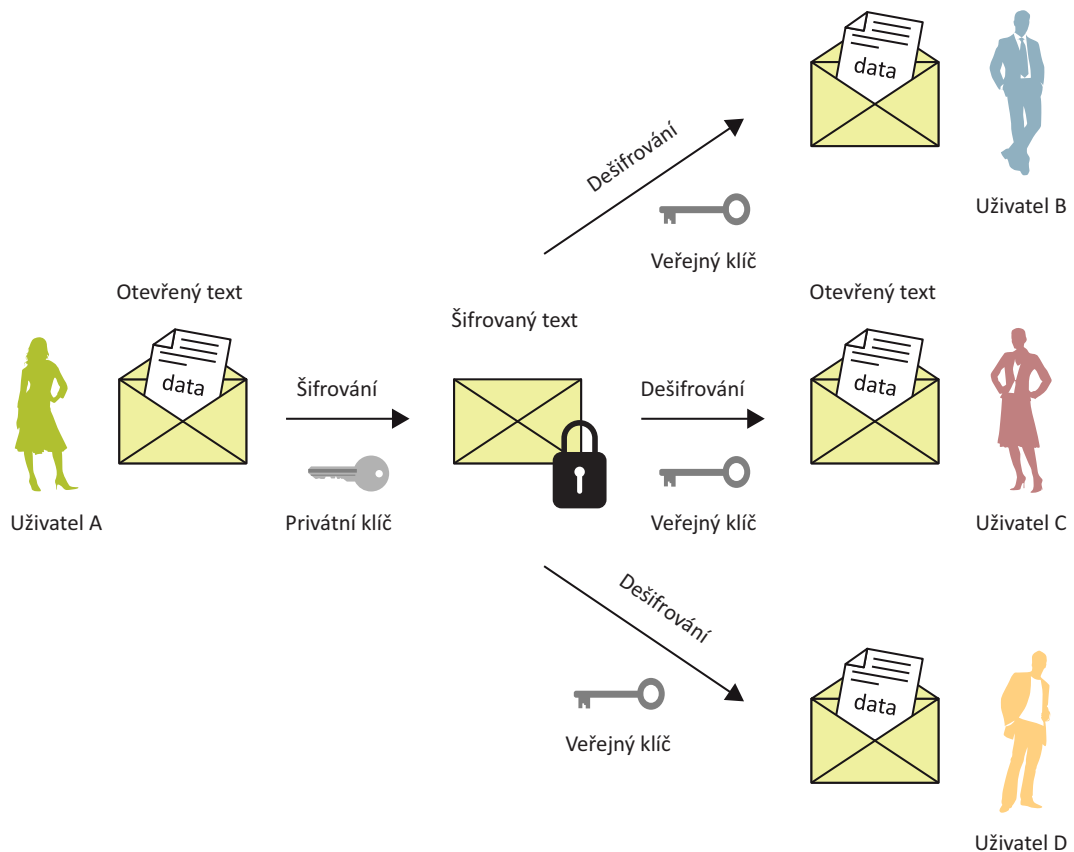 data
Dešifrování
Uživatel B
Veřejný klíč
Otevřený text
Otevřený text
Šifrovaný text
data
Šifrování
Dešifrování
data
Uživatel A
Privátní klíč
Veřejný klíč
Uživatel C
Dešifrování
data
Veřejný klíč
Uživatel D